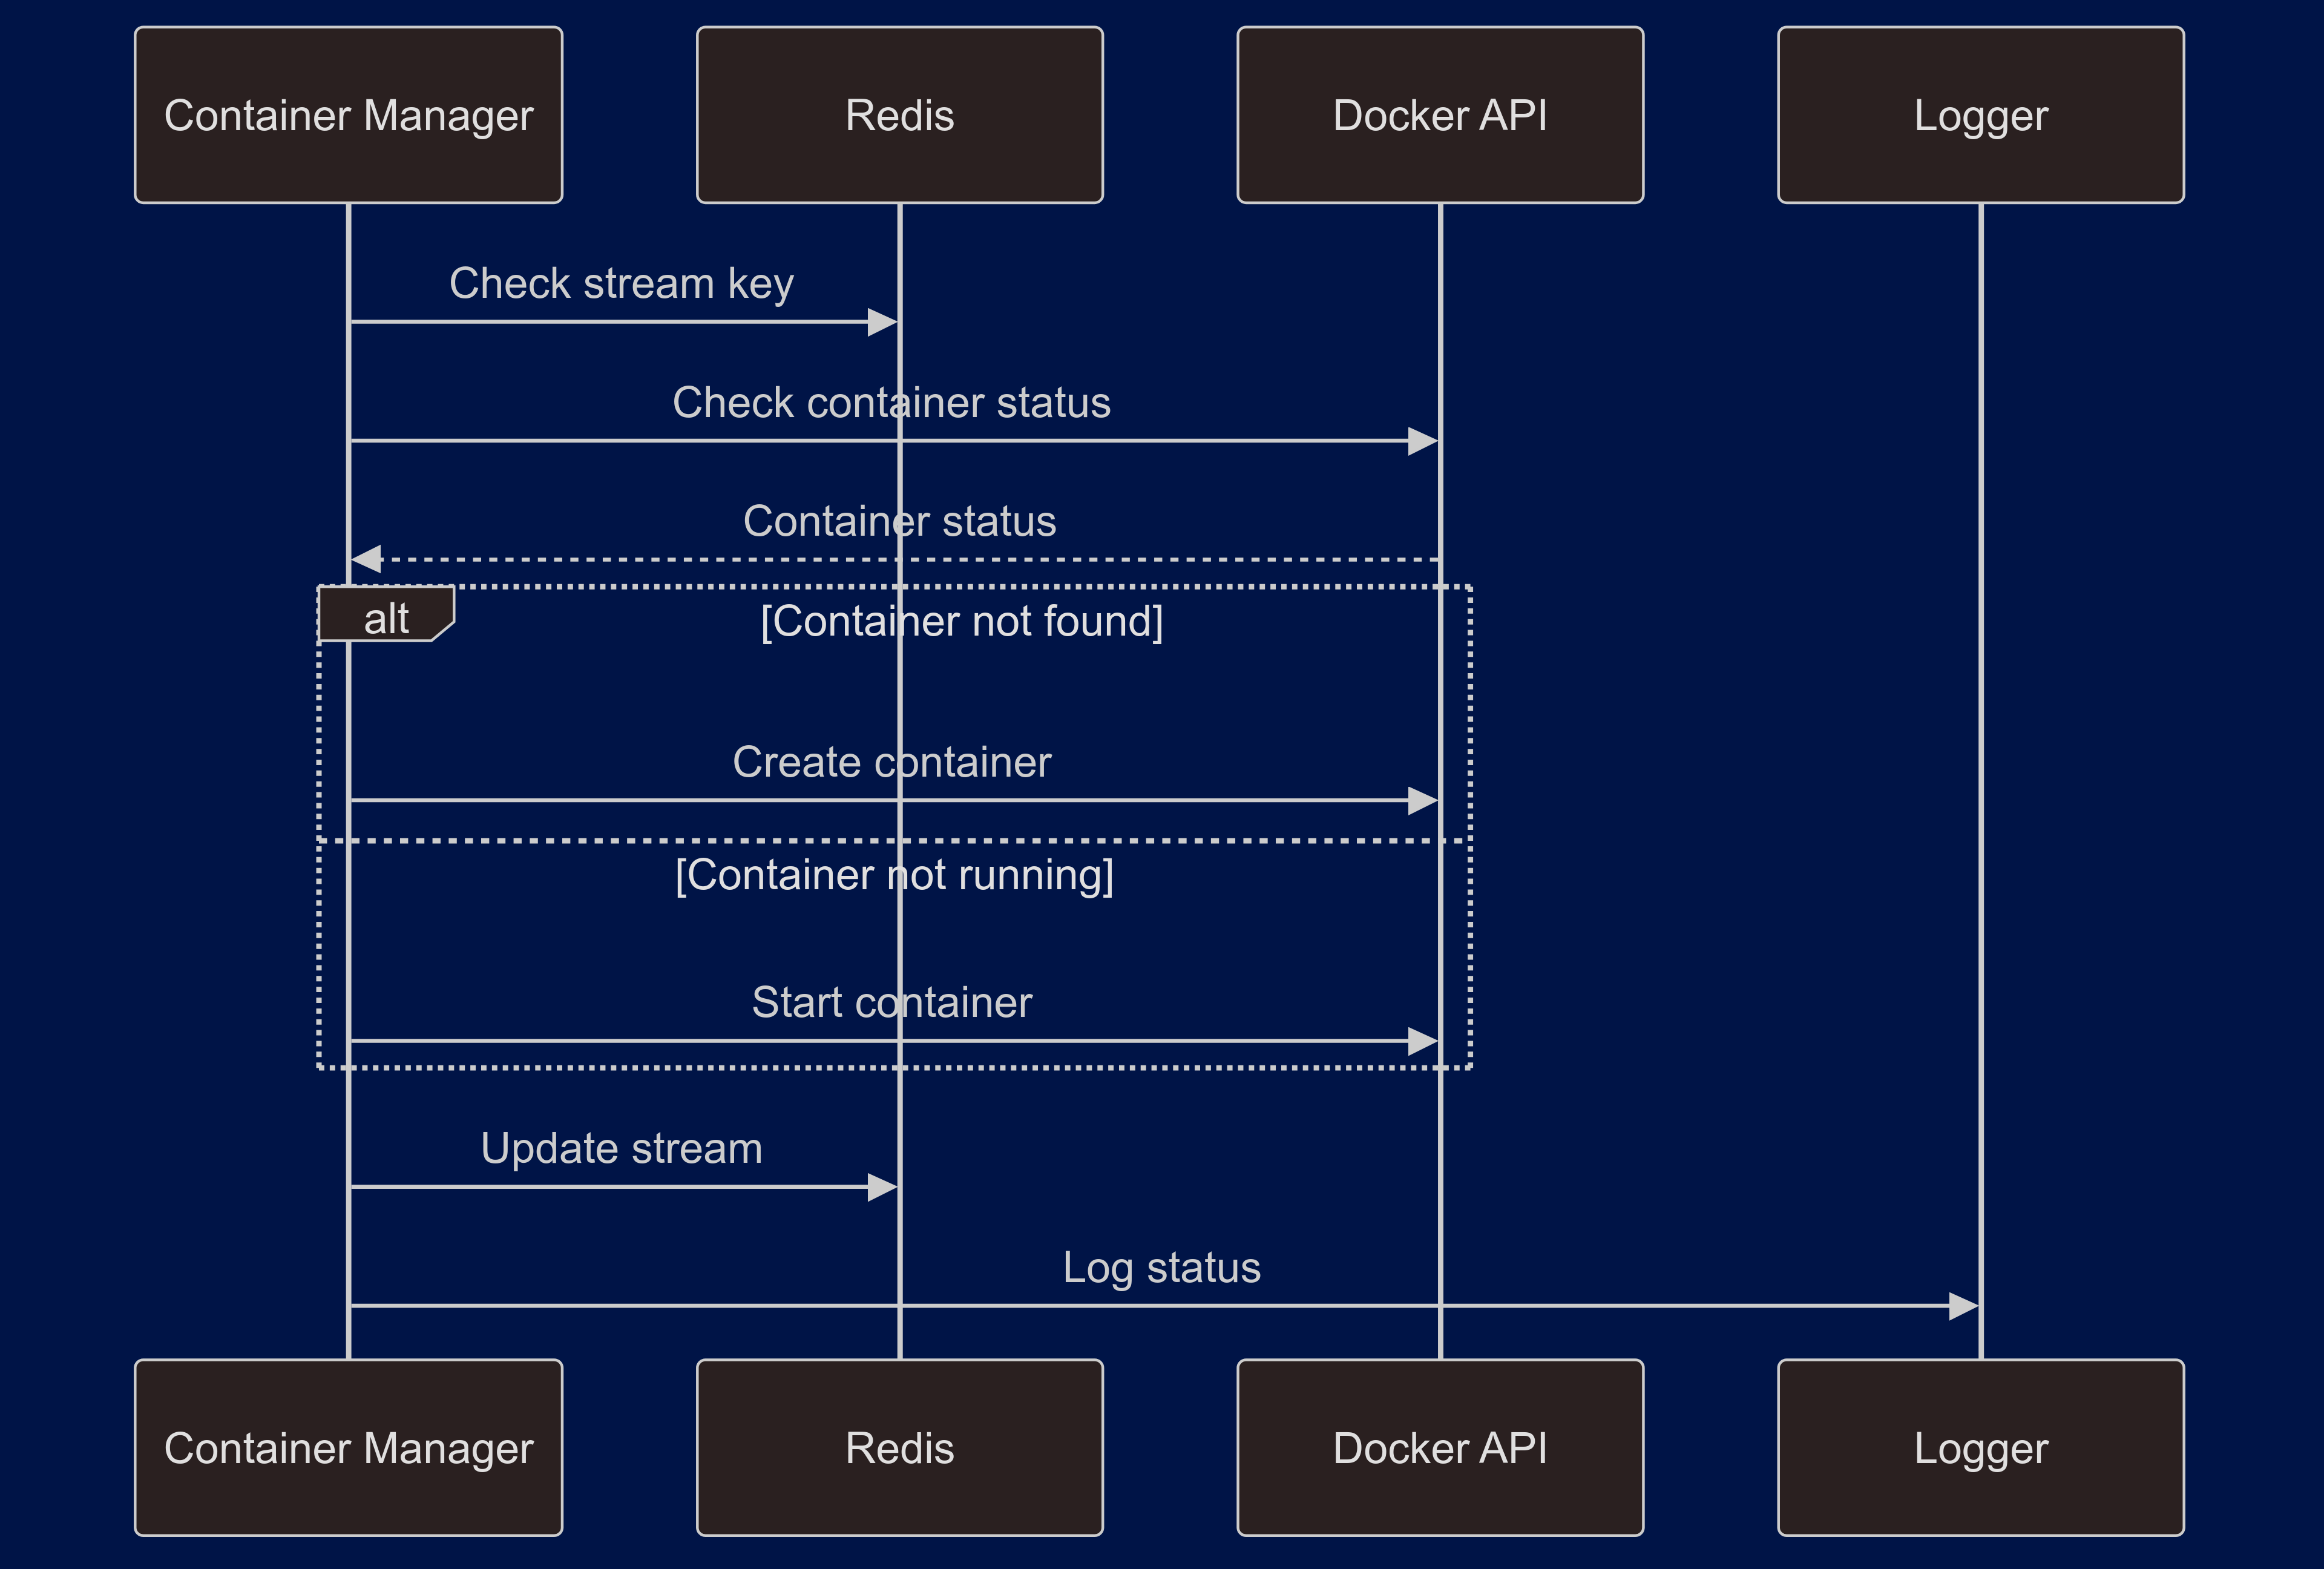 Container Manager
Redis
Docker API
Logger
Check stream key
Check container status
Container status
alt
[Container not found]
Create container
[Container not running]
Start container
Update stream
Log status
Container Manager
Redis
Docker API
Logger